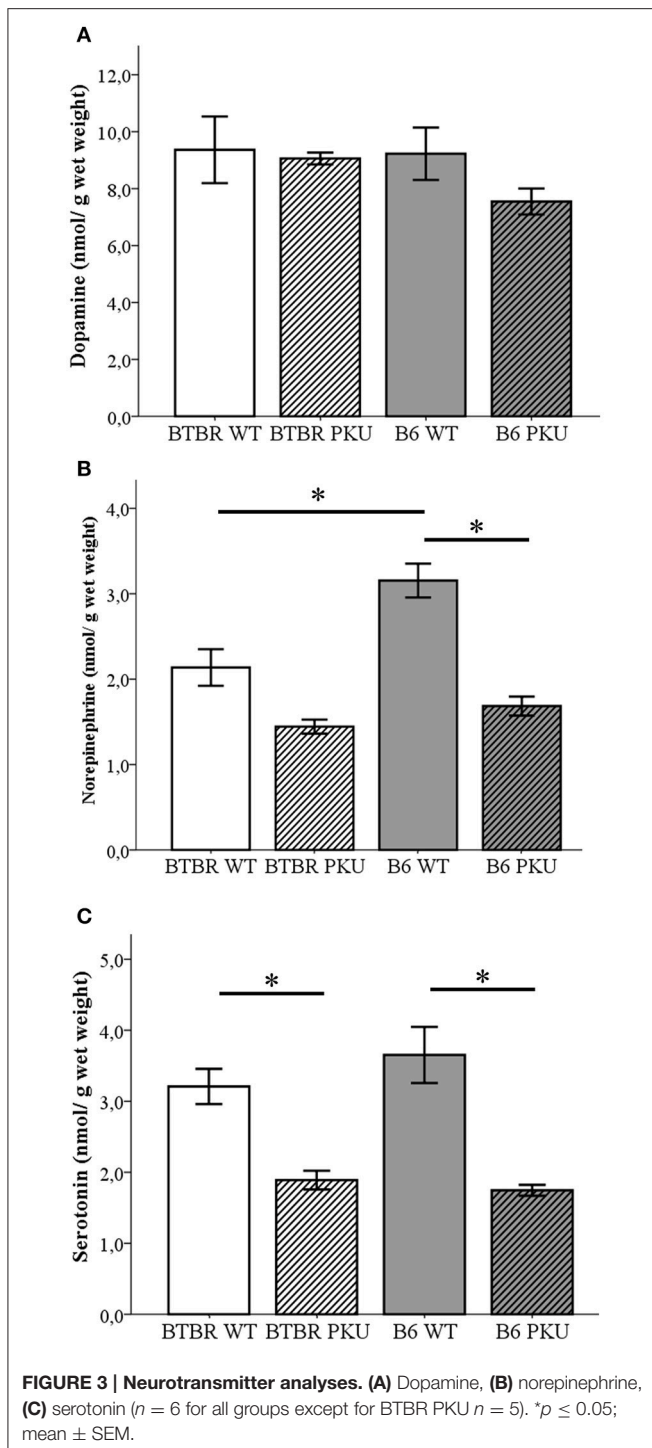 A
Dopamine (nmol/ g wet weight)
12,0
10,0
8,0
6,0
4,0
2,0
0,0
BTBR WT BTBR PKU B6 WT B6 PKU
B
Norepinephrine (nmol/ g wet weight)
4,0
3,0
2,0
1,0
0,0
*
*
BTBR WT BTBR PKU B6 WT B6 PKU
C
Serotonin (nmol/ g wet weight)
5,0
4,0
3,0
2,0
1,0
0,0
*
*
BTBR WT BTBR PKU B6 WT B6 PKU
FIGURE 3 | Neurotransmitter analyses. (A) Dopamine, (B) norepinephrine,
(C) serotonin (n = 6 for all groups except for BTBR PKU n = 5). *p ≤ 0.05;
mean ± SEM.